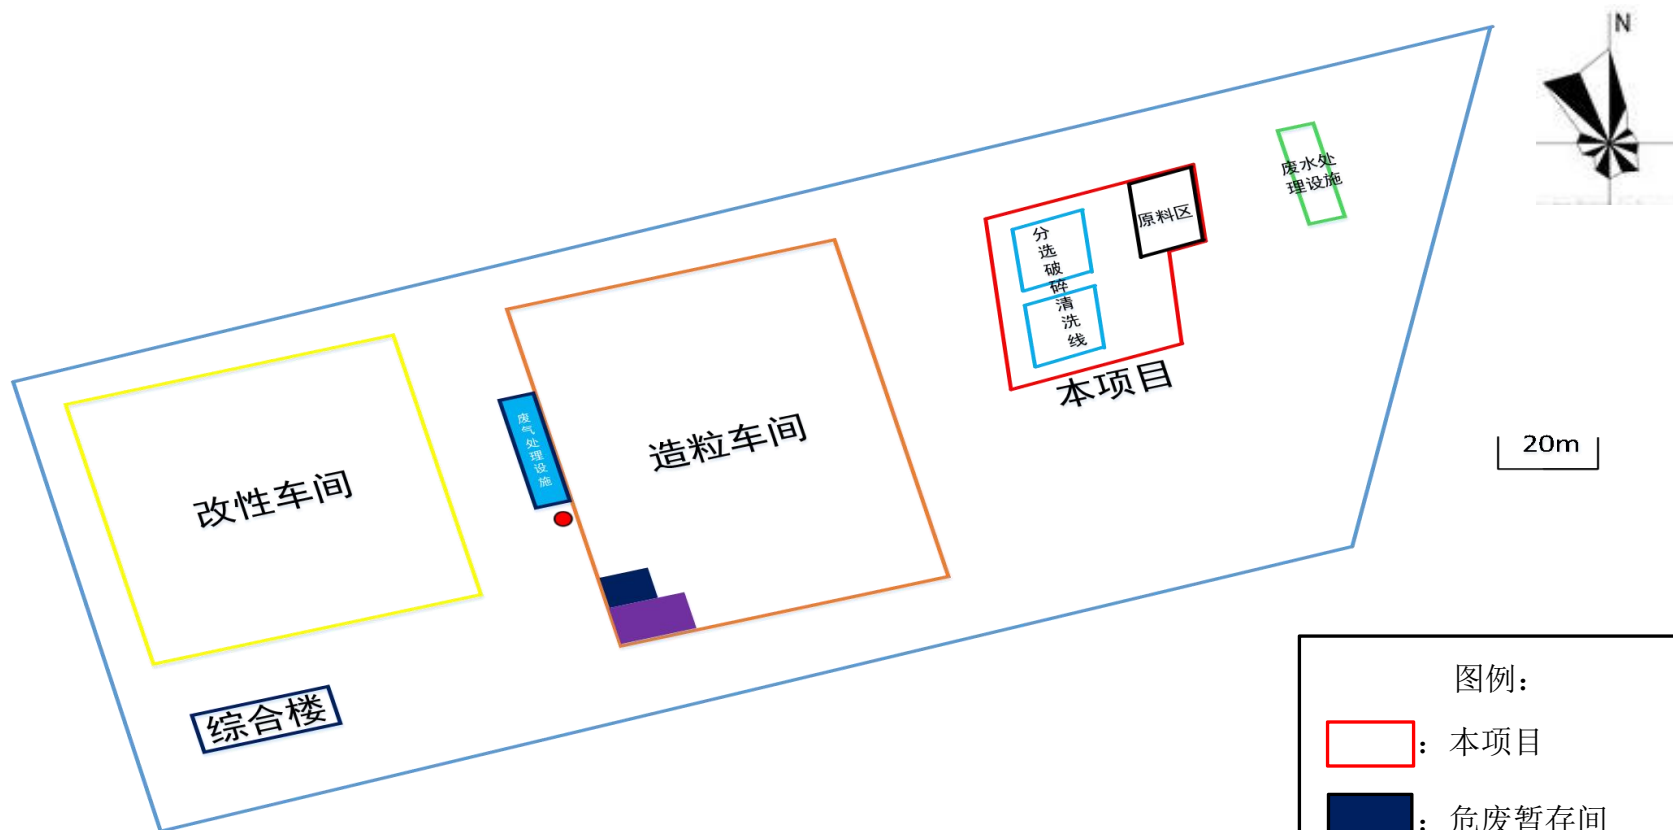 N
废水处
理设施
原料区
分选破碎清洗线
本项目
废气处理设施
造粒车间
改性车间
20m
综合楼
图例：
：本项目
：危废暂存间